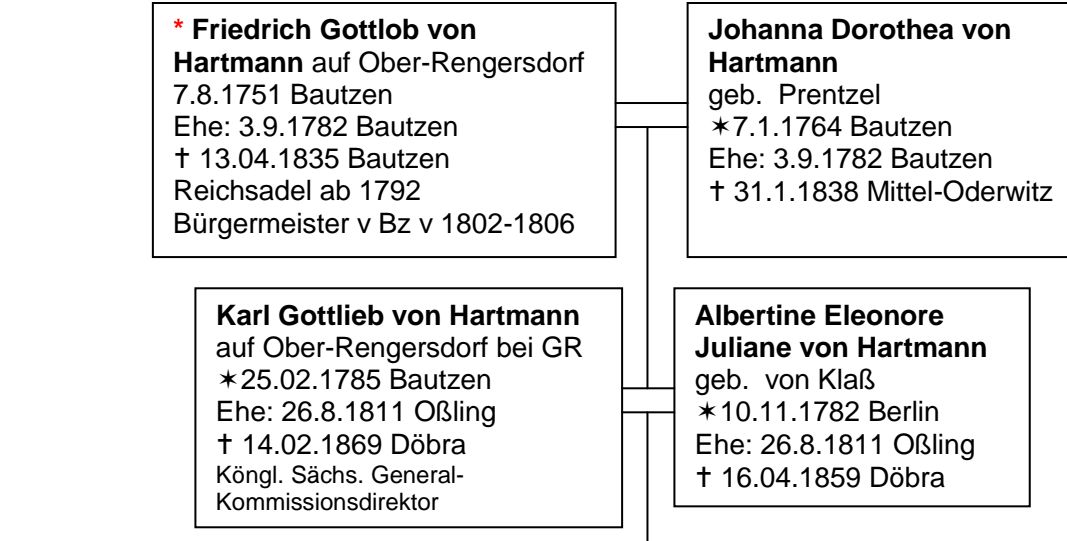 * Friedrich Gottlob von
Hartmann auf Ober-Rengersdorf
7.8.1751 Bautzen
Ehe: 3.9.1782 Bautzen
† 13.04.1835 Bautzen
Reichsadel ab 1792
Bürgermeister v Bz v 1802-1806
Johanna Dorothea von
Hartmann
geb. Prentzel
✶7.1.1764 Bautzen
Ehe: 3.9.1782 Bautzen
† 31.1.1838 Mittel-Oderwitz
Karl Gottlieb von Hartmann
auf Ober-Rengersdorf bei GR
✶25.02.1785 Bautzen
Ehe: 26.8.1811 Oßling
† 14.02.1869 Döbra
Köngl. Sächs. General-
Kommissionsdirektor
Albertine Eleonore
Juliane von Hartmann
geb. von Klaß
✶10.11.1782 Berlin
Ehe: 26.8.1811 Oßling
† 16.04.1859 Döbra